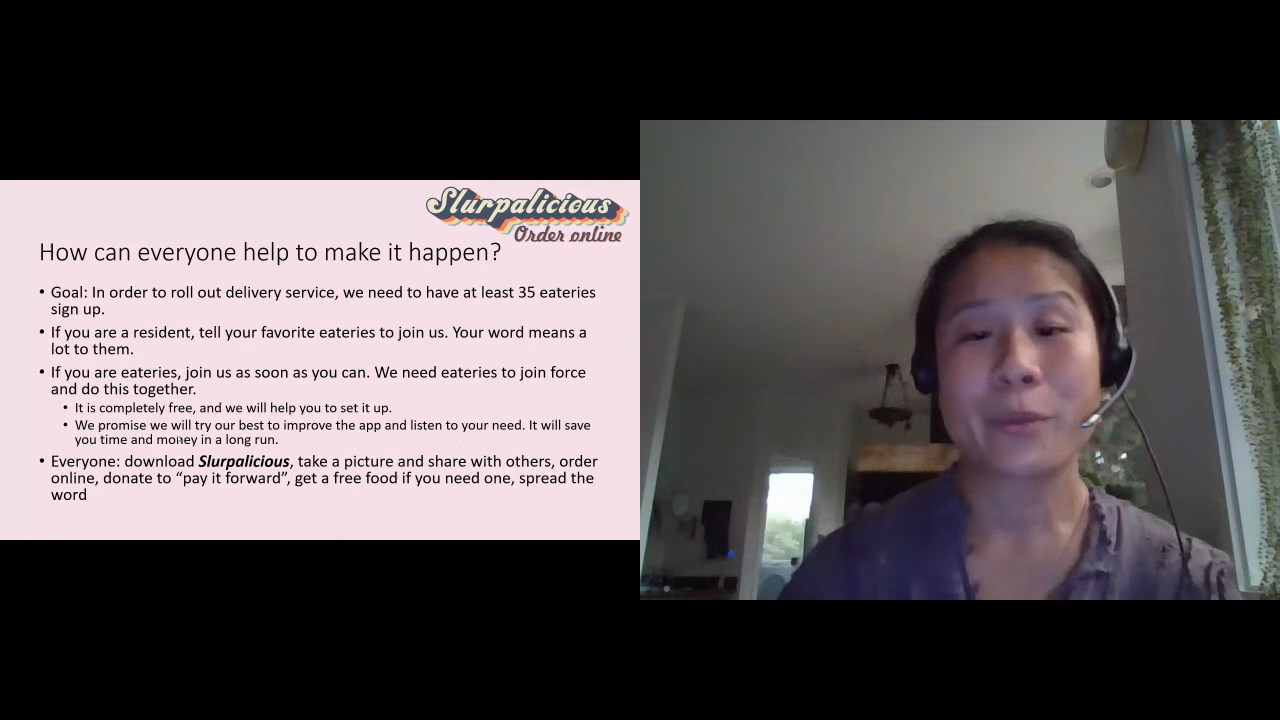 Slurpalicious
Order online
How can everyone help to make it happen?
• Goal: In order to roll out delivery service, we need to have at least 35 eateries
sign up.
• If you are a resident, tell your favorite eateries to join us. Your word means a
lot to them.
• If you are eateries, join us as soon as you can. We need eateries to join force
and do this together.
• It is completely free, and we will help you to set it up.
• We promise we will try our best to improve the app and listen to your need. It will save
you time and money in a long run.
• Everyone: download Slurpalicious, take a picture and share with others, order
online, donate to “pay it forward”, get a free food if you need one, spread the
word